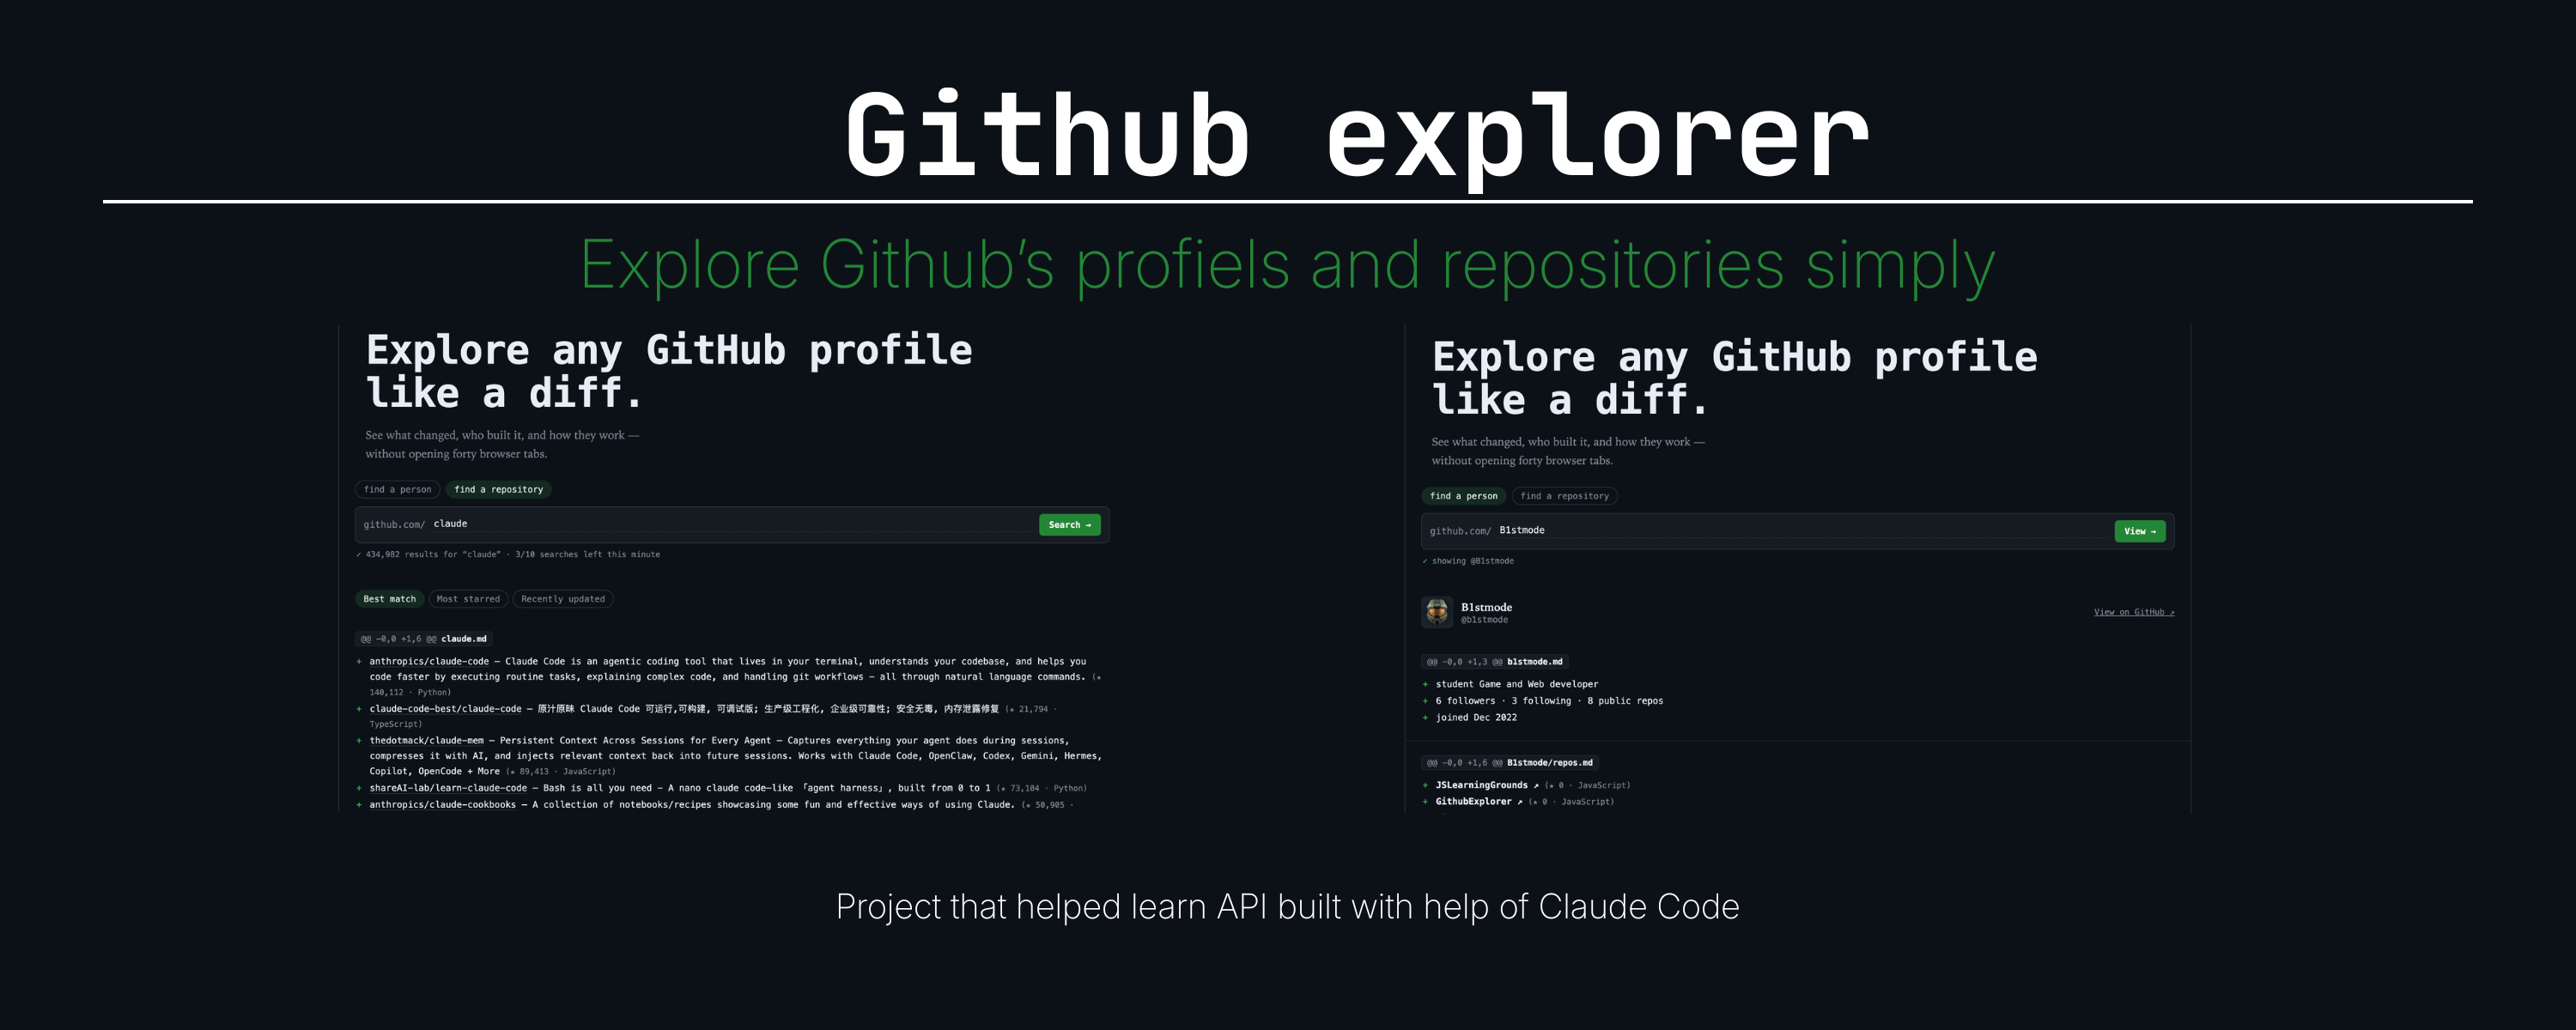 Github explorer
Explore Github’s profiels and repositories simply
Explore any GitHub profile
like a diff.
See what changed, who built it, and how they work —
without opening forty browser tabs.
find a person find a repository
github.com/ claude Search →
✓ 434,982 results for “claude” · 3/10 searches left this minute
Best match Most starred Recently updated
@@ −0,0 +1,6 @@ claude.md
+ anthropics/claude-code — Claude Code is an agentic coding tool that lives in your terminal, understands your codebase, and helps you
code faster by executing routine tasks, explaining complex code, and handling git workflows - all through natural language commands. (★
140,112 · Python)
+ claude-code-best/claude-code — 原汁原味 Claude Code 可运行,可构建, 可调试版; 生产级工程化, 企业级可靠性; 安全无毒, 内存泄露修复 (★ 21,794 ·
TypeScript)
+ thedotmack/claude-mem — Persistent Context Across Sessions for Every Agent – Captures everything your agent does during sessions,
compresses it with AI, and injects relevant context back into future sessions. Works with Claude Code, OpenClaw, Codex, Gemini, Hermes,
Copilot, OpenCode + More (★ 89,413 · JavaScript)
+ shareAI-lab/learn-claude-code — Bash is all you need - A nano claude code–like 「agent harness」, built from 0 to 1 (★ 73,104 · Python)
+ anthropics/claude-cookbooks — A collection of notebooks/recipes showcasing some fun and effective ways of using Claude. (★ 50,905 ·
Explore any GitHub profile
like a diff.
See what changed, who built it, and how they work —
without opening forty browser tabs.
find a person find a repository
github.com/ B1stmode View →
✓ showing @B1stmode
B1stmode
@b1stmode
View on GitHub ↗
@@ −0,0 +1,3 @@ b1stmode.md
+ student Game and Web developer
+ 6 followers · 3 following · 8 public repos
+ joined Dec 2022
@@ −0,0 +1,6 @@ B1stmode/repos.md
+ JSLearningGrounds ↗ (★ 0 · JavaScript)
+ GithubExplorer ↗ (★ 0 · JavaScript)
Project that helped learn API built with help of Claude Code